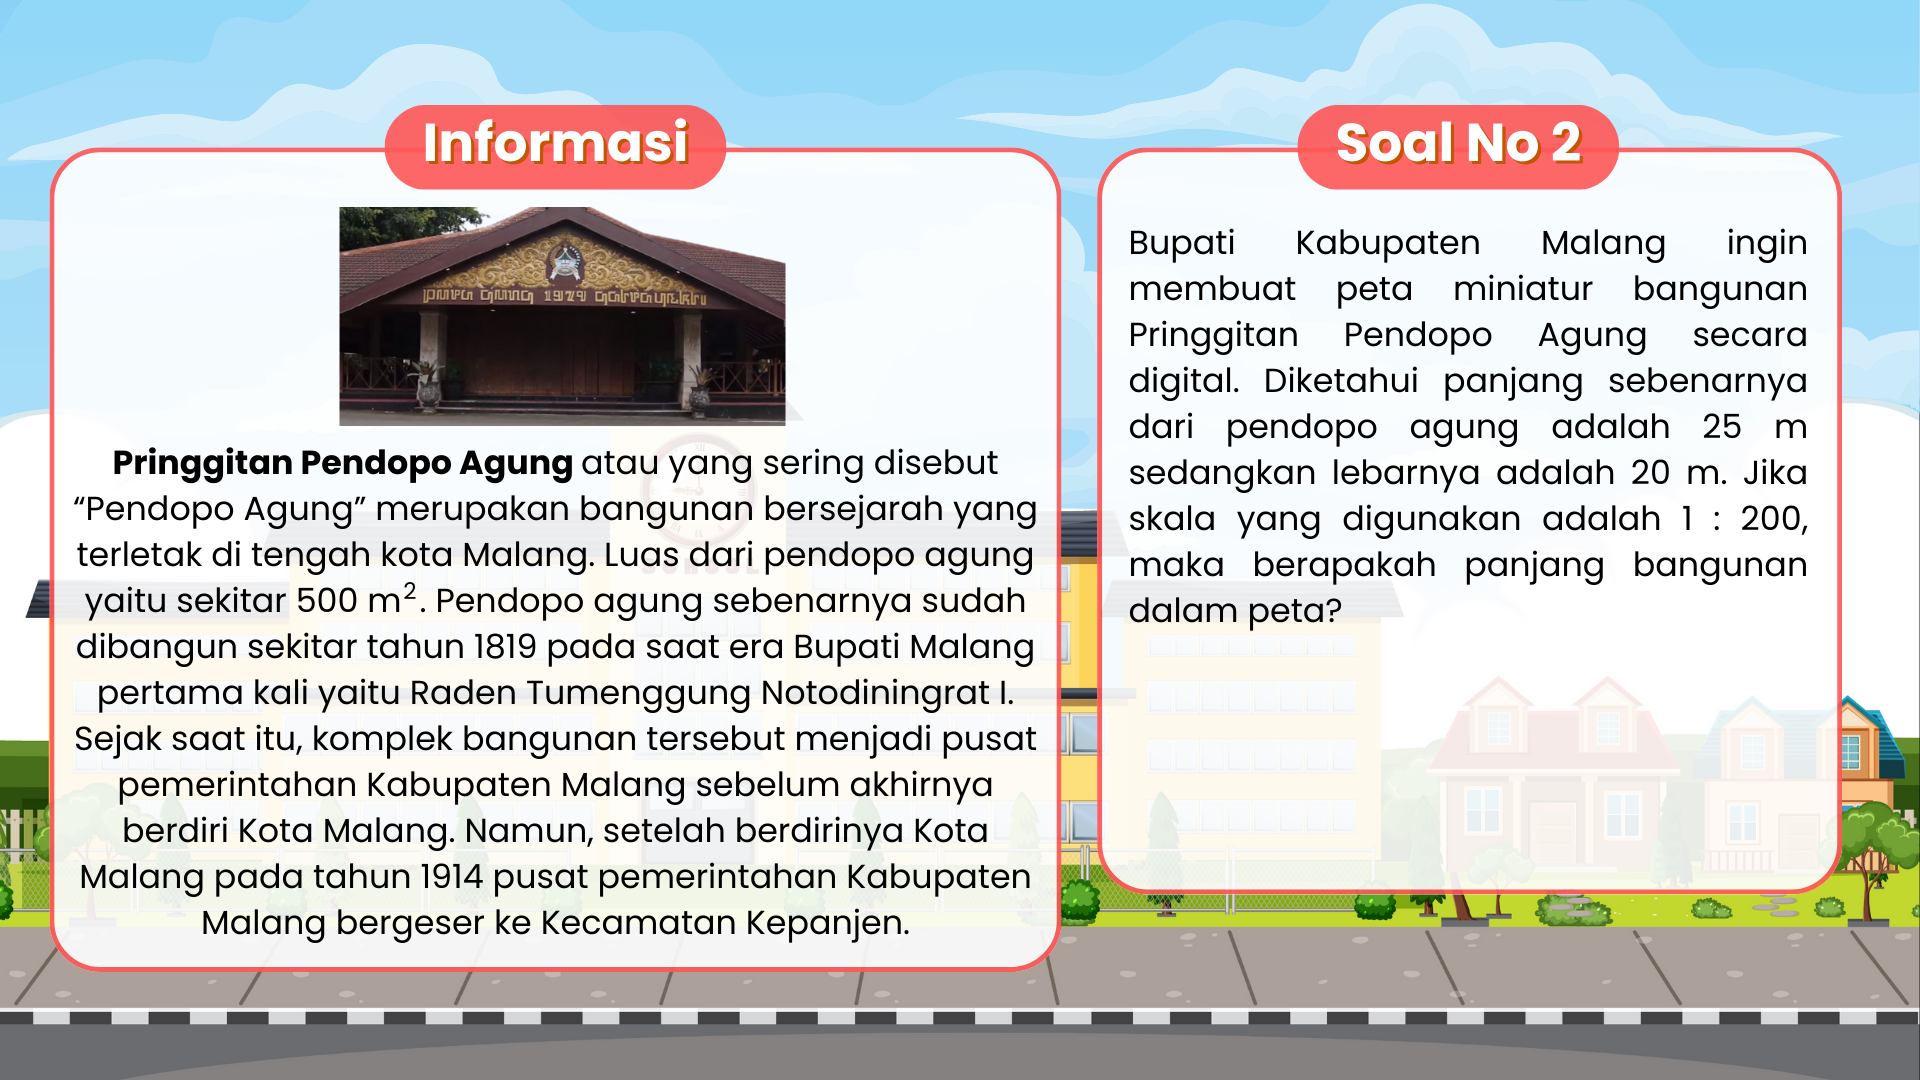 Informasi
Pringgitan Pendopo Agung atau yang sering disebut
“Pendopo Agung” merupakan bangunan bersejarah yang
terletak di tengah kota Malang. Luas dari pendopo agung
yaitu sekitar 500 m². Pendopo agung sebenarnya sudah
dibangun sekitar tahun 1819 pada saat era Bupati Malang
pertama kali yaitu Raden Tumenggung Notodiningrat I.
Sejak saat itu, komplek bangunan tersebut menjadi pusat
pemerintahan Kabupaten Malang sebelum akhirnya
berdiri Kota Malang. Namun, setelah berdirinya Kota
Malang pada tahun 1914 pusat pemerintahan Kabupaten
Malang bergeser ke Kecamatan Kepanjen.
Soal No 2
Bupati Kabupaten Malang ingin
membuat peta miniatur bangunan
Pringgitan Pendopo Agung secara
digital. Diketahui panjang sebenarnya
dari pendopo agung adalah 25 m
sedangkan lebarnya adalah 20 m. Jika
skala yang digunakan adalah 1 : 200,
maka berapakah panjang bangunan
dalam peta?